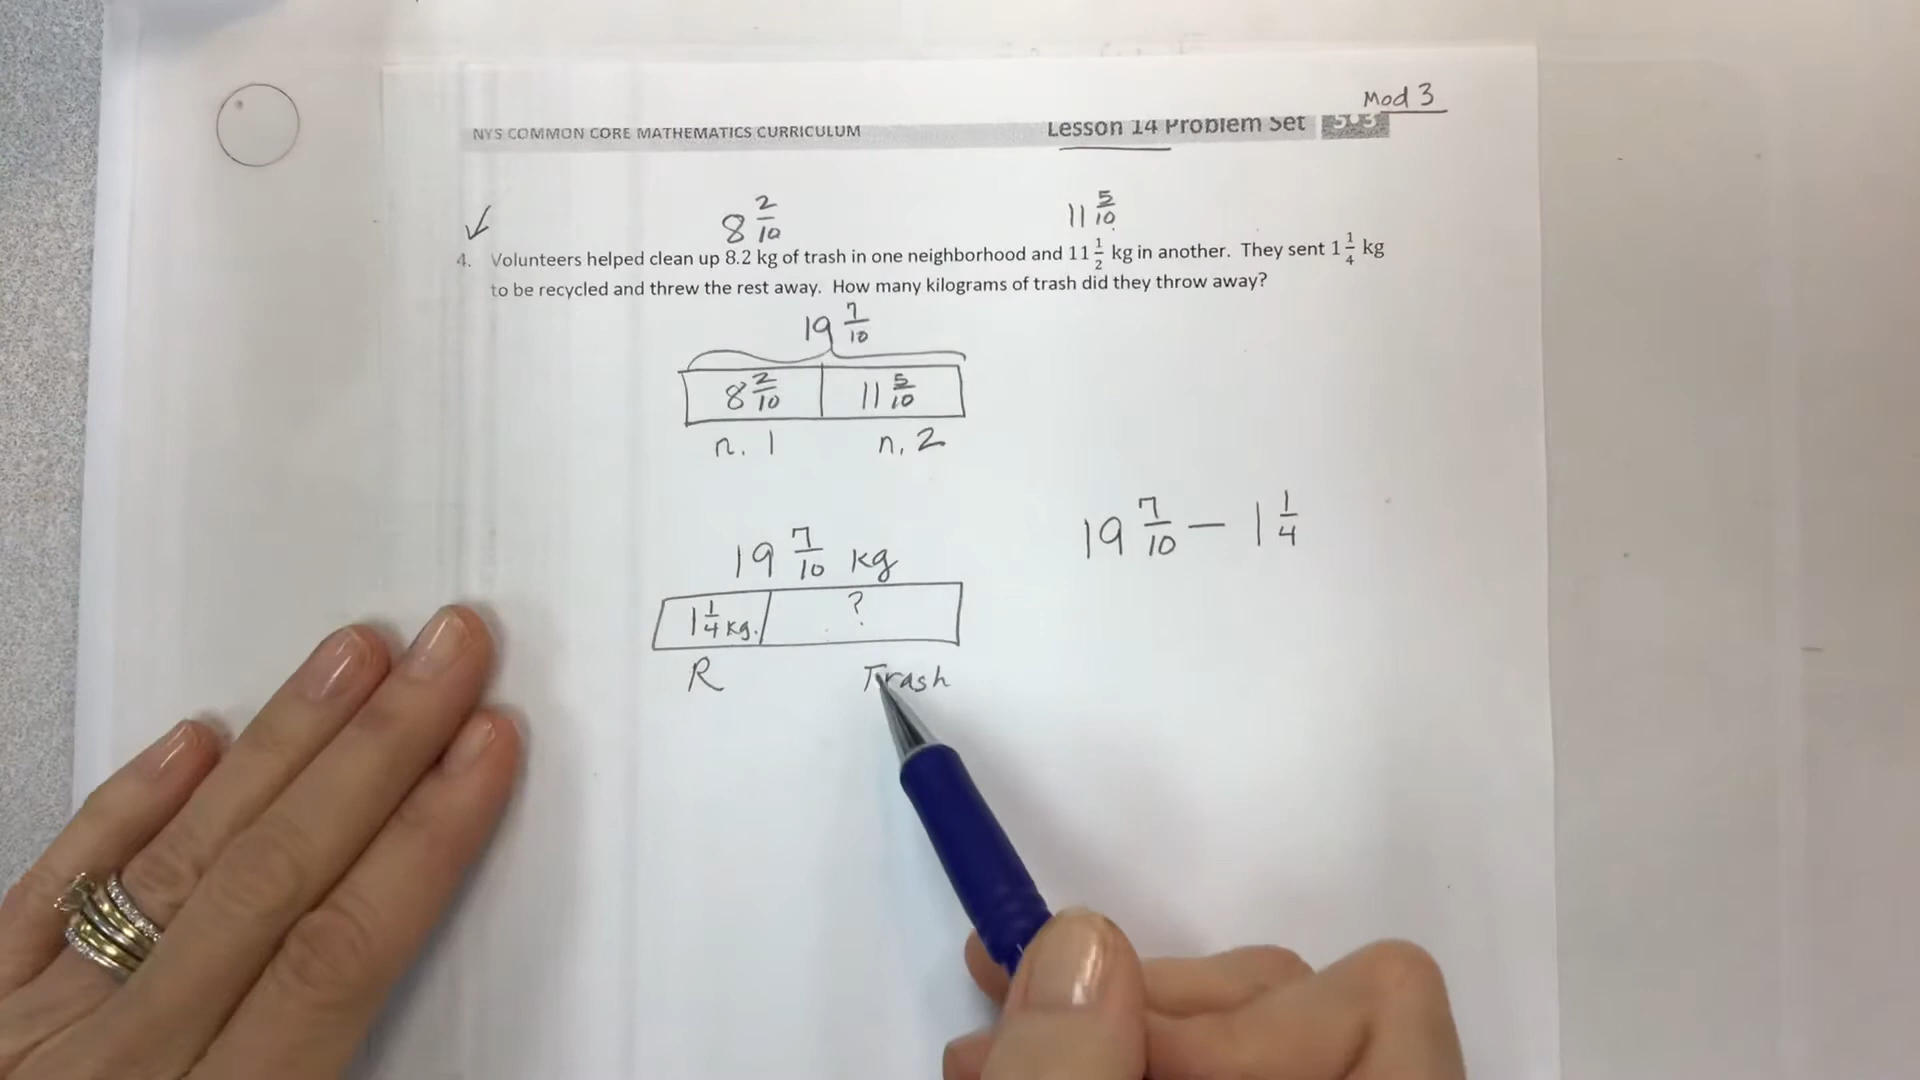 Mod 3
NYS COMMON CORE MATHEMATICS CURRICULUM Lesson 14 Problem Set 5•3
8 2/10 11 5/10
4. Volunteers helped clean up 8.2 kg of trash in one neighborhood and 11 1/2 kg in another. They sent 1 1/4 kg
to be recycled and threw the rest away. How many kilograms of trash did they throw away?
19 7/10
8 2/10 11 5/10
n. 1 n. 2
19 7/10 kg 19 7/10 − 1 1/4
1 1/4 kg. ?
R Trash